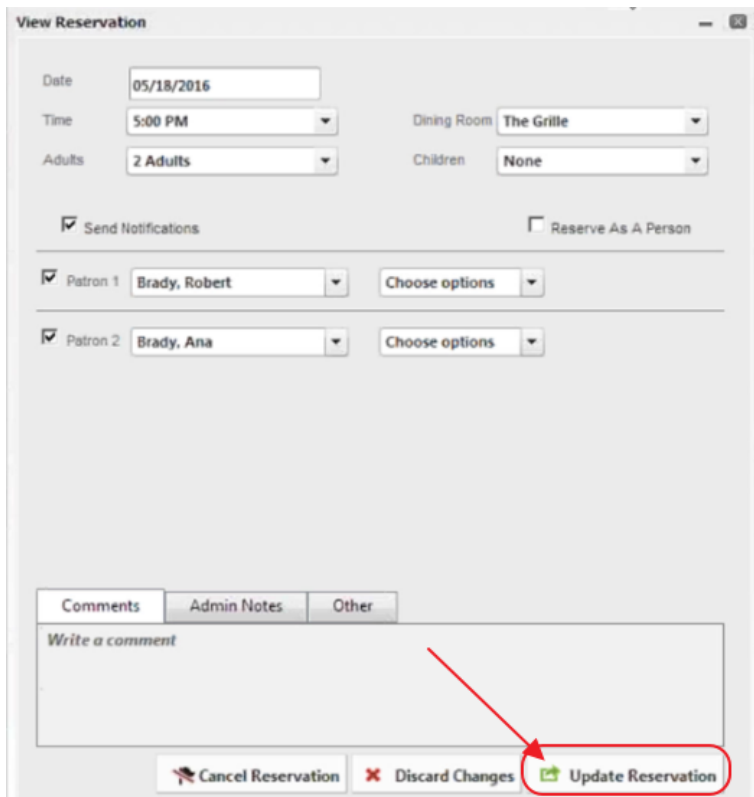 View Reservation
Date 05/18/2016
Time 5:00 PM Dining Room The Grille
Adults 2 Adults Children None
Send Notifications Reserve As A Person
Patron 1 Brady, Robert Choose options
Patron 2 Brady, Ana Choose options
Comments Admin Notes Other
Write a comment
Cancel Reservation Discard Changes Update Reservation